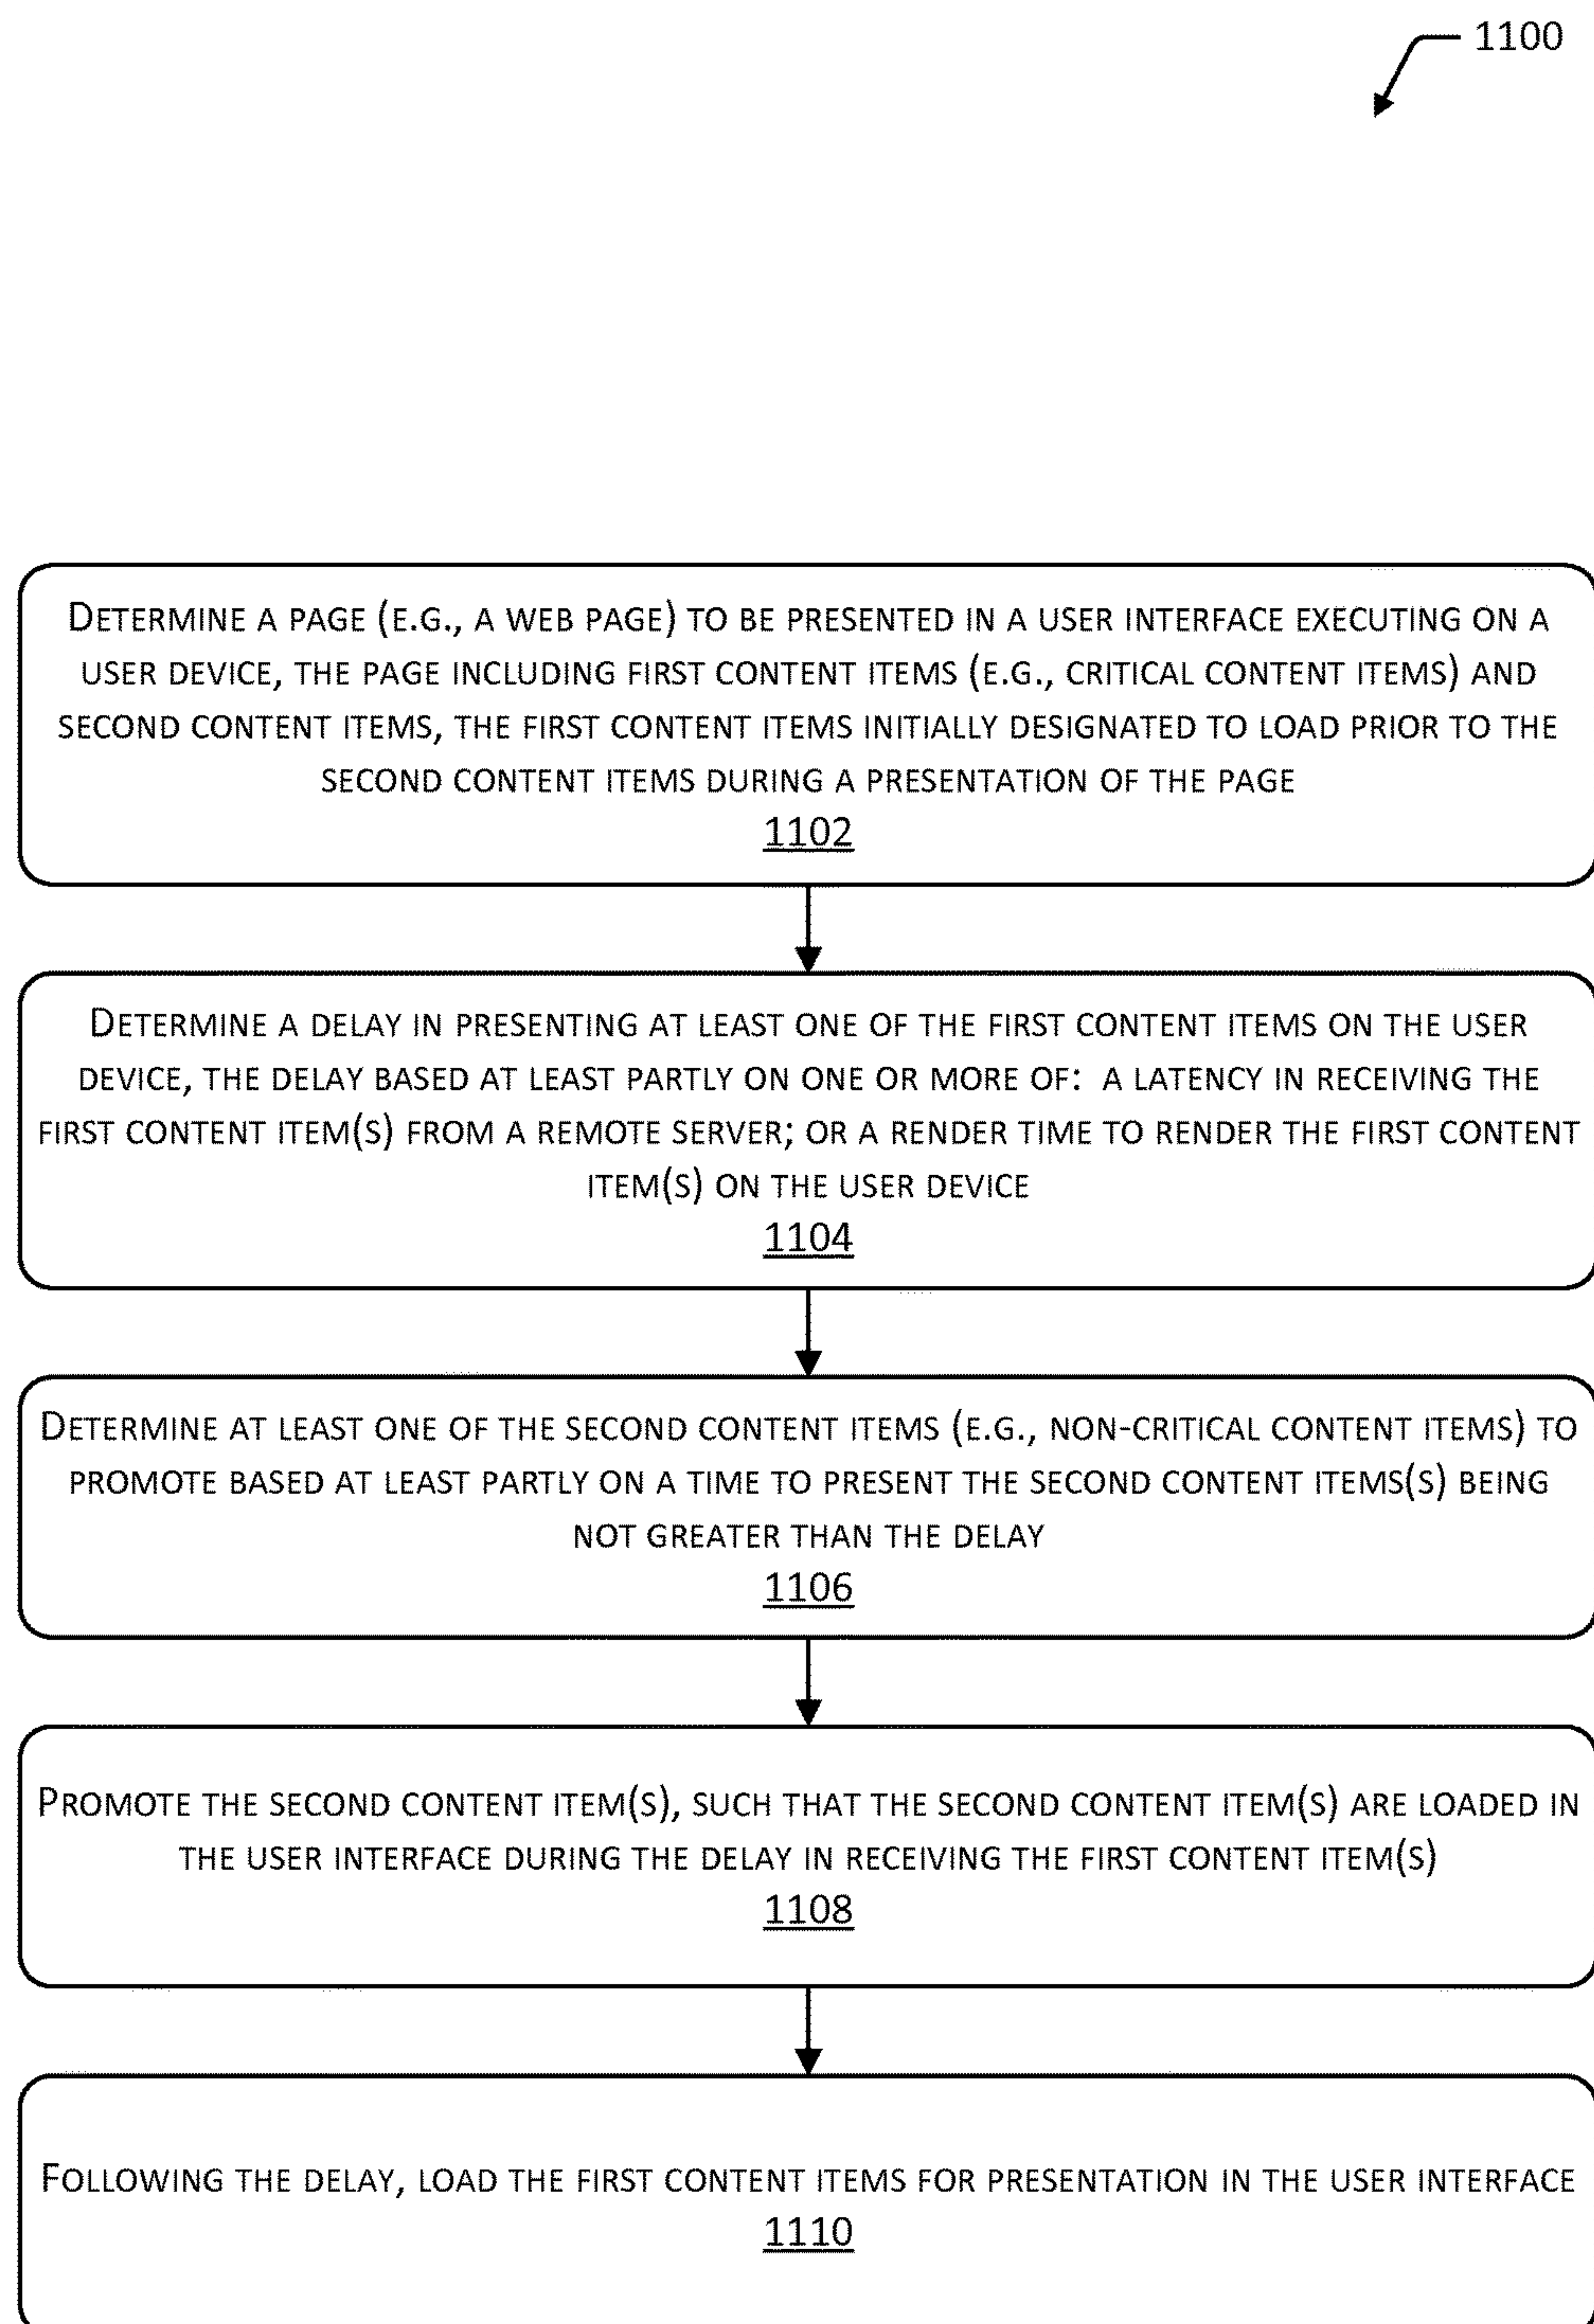 1100
DETERMINE A PAGE (E.G., A WEB PAGE) TO BE PRESENTED IN A USER INTERFACE EXECUTING ON A
USER DEVICE, THE PAGE INCLUDING FIRST CONTENT ITEMS (E.G., CRITICAL CONTENT ITEMS) AND
SECOND CONTENT ITEMS, THE FIRST CONTENT ITEMS INITIALLY DESIGNATED TO LOAD PRIOR TO THE
SECOND CONTENT ITEMS DURING A PRESENTATION OF THE PAGE
1102
DETERMINE A DELAY IN PRESENTING AT LEAST ONE OF THE FIRST CONTENT ITEMS ON THE USER
DEVICE, THE DELAY BASED AT LEAST PARTLY ON ONE OR MORE OF: A LATENCY IN RECEIVING THE
FIRST CONTENT ITEM(S) FROM A REMOTE SERVER; OR A RENDER TIME TO RENDER THE FIRST CONTENT
ITEM(S) ON THE USER DEVICE
1104
DETERMINE AT LEAST ONE OF THE SECOND CONTENT ITEMS (E.G., NON-CRITICAL CONTENT ITEMS) TO
PROMOTE BASED AT LEAST PARTLY ON A TIME TO PRESENT THE SECOND CONTENT ITEMS(S) BEING
NOT GREATER THAN THE DELAY
1106
PROMOTE THE SECOND CONTENT ITEM(S), SUCH THAT THE SECOND CONTENT ITEM(S) ARE LOADED IN
THE USER INTERFACE DURING THE DELAY IN RECEIVING THE FIRST CONTENT ITEM(S)
1108
FOLLOWING THE DELAY, LOAD THE FIRST CONTENT ITEMS FOR PRESENTATION IN THE USER INTERFACE
1110